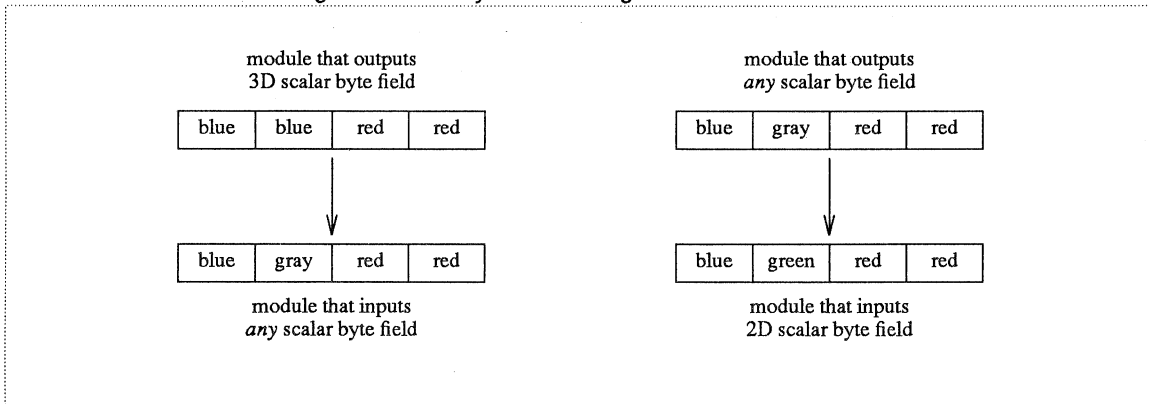 module that outputs
3D scalar byte field
blue blue red red
blue gray red red
module that inputs
any scalar byte field
module that outputs
any scalar byte field
blue gray red red
blue green red red
module that inputs
2D scalar byte field